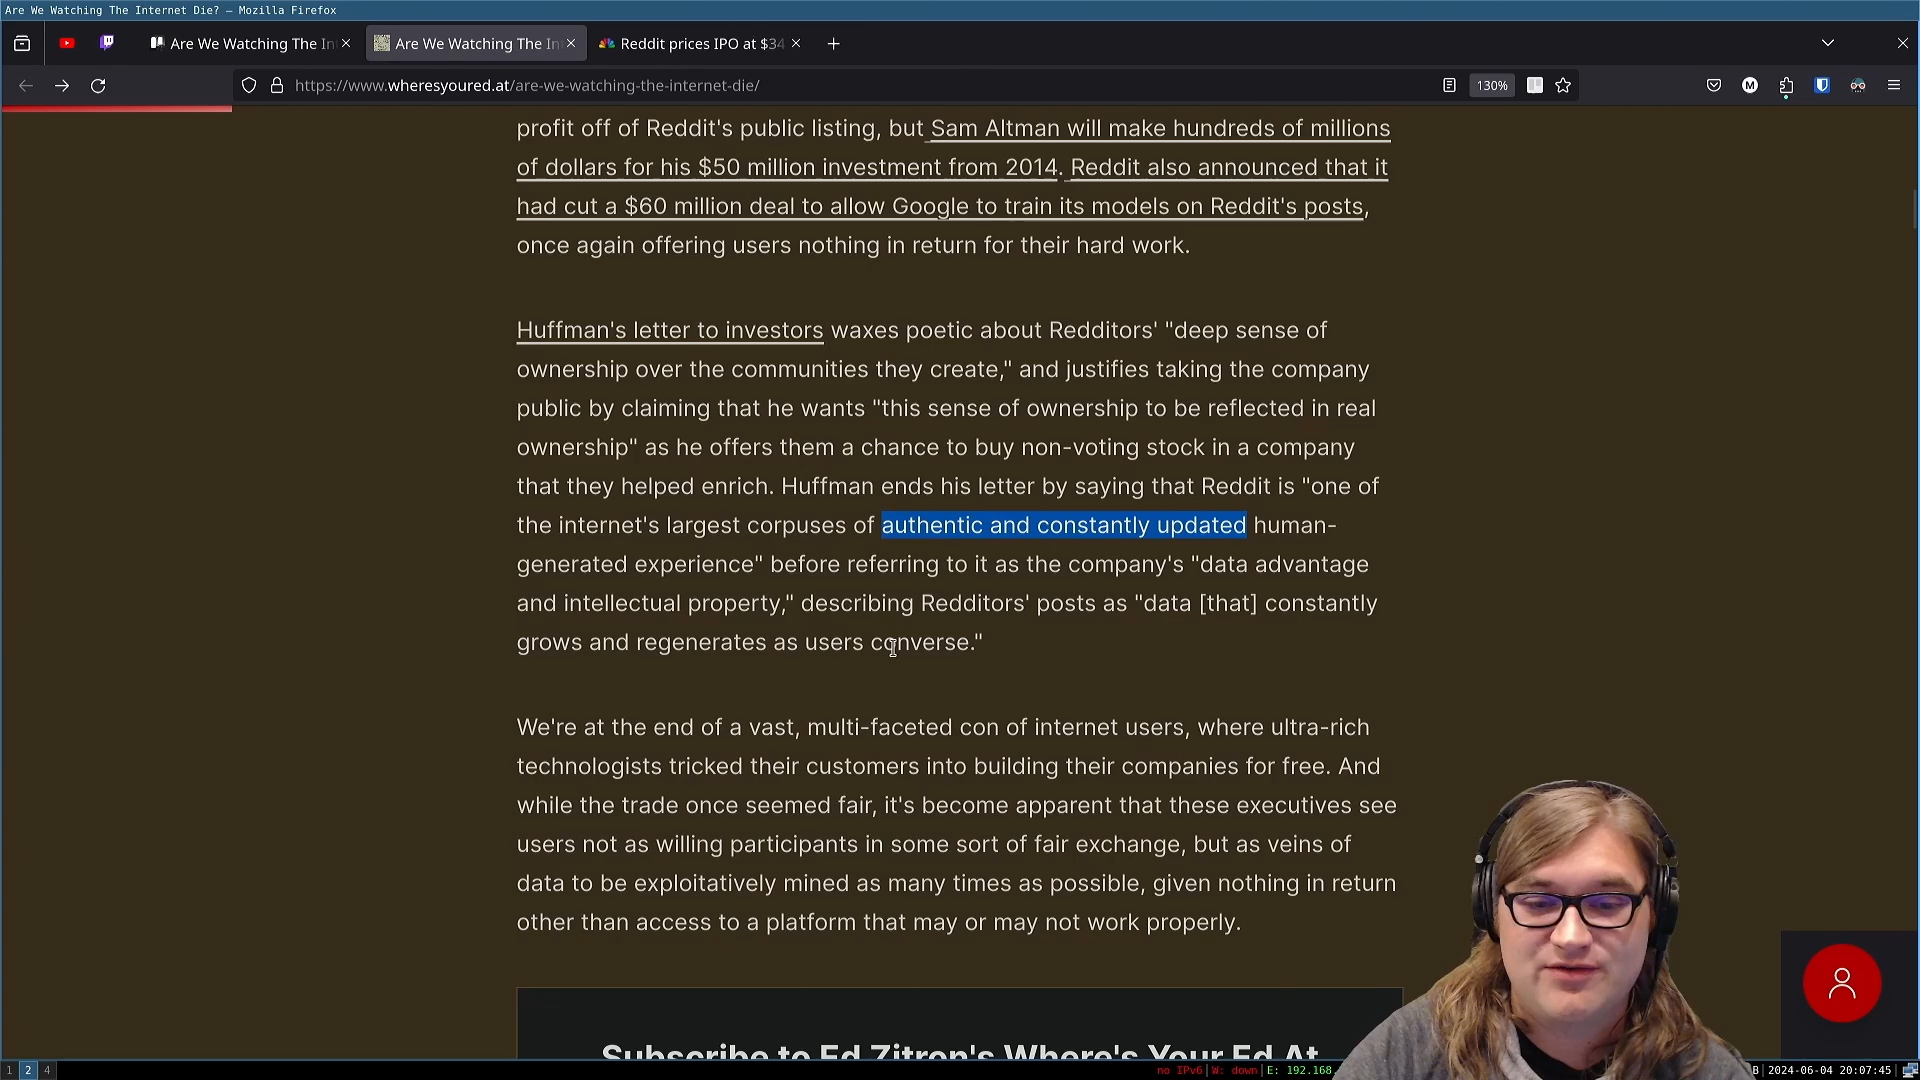 Are We Watching The Internet Die? — Mozilla Firefox
Are We Watching The In
Are We Watching The In
Reddit prices IPO at $34
https://www.wheresyoured.at/are-we-watching-the-internet-die/
130%
M
profit off of Reddit's public listing, but Sam Altman will make hundreds of millions
of dollars for his $50 million investment from 2014. Reddit also announced that it
had cut a $60 million deal to allow Google to train its models on Reddit's posts,
once again offering users nothing in return for their hard work.
Huffman's letter to investors waxes poetic about Redditors' "deep sense of
ownership over the communities they create," and justifies taking the company
public by claiming that he wants "this sense of ownership to be reflected in real
ownership" as he offers them a chance to buy non-voting stock in a company
that they helped enrich. Huffman ends his letter by saying that Reddit is "one of
the internet's largest corpuses of authentic and constantly updated human-
generated experience" before referring to it as the company's "data advantage
and intellectual property," describing Redditors' posts as "data [that] constantly
grows and regenerates as users converse."
We're at the end of a vast, multi-faceted con of internet users, where ultra-rich
technologists tricked their customers into building their companies for free. And
while the trade once seemed fair, it's become apparent that these executives see
users not as willing participants in some sort of fair exchange, but as veins of
data to be exploitatively mined as many times as possible, given nothing in return
other than access to a platform that may or may not work properly.
Subscribe to Ed Zitron's Where's Your Ed At
1 2 4
no IPv6|W: down|E: 192.168.
B |2024-06-04 20:07:45